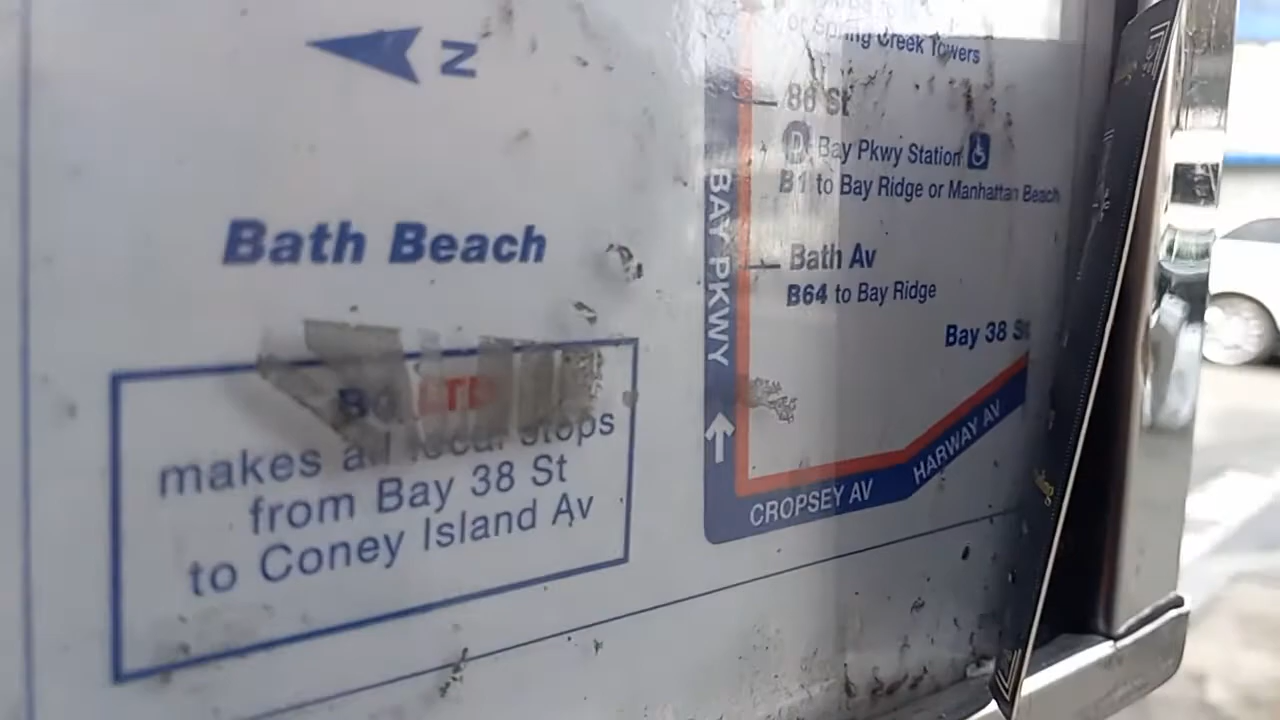 N
Bath Beach
LTD
makes all local stops
from Bay 38 St
to Coney Island Av
or Spring Creek Towers
86 St
D Bay Pkwy Station
B1 to Bay Ridge or Manhattan Beach
Bath Av
B64 to Bay Ridge
Bay 38 St
BAY PKWY
CROPSEY AV
HARWAY AV